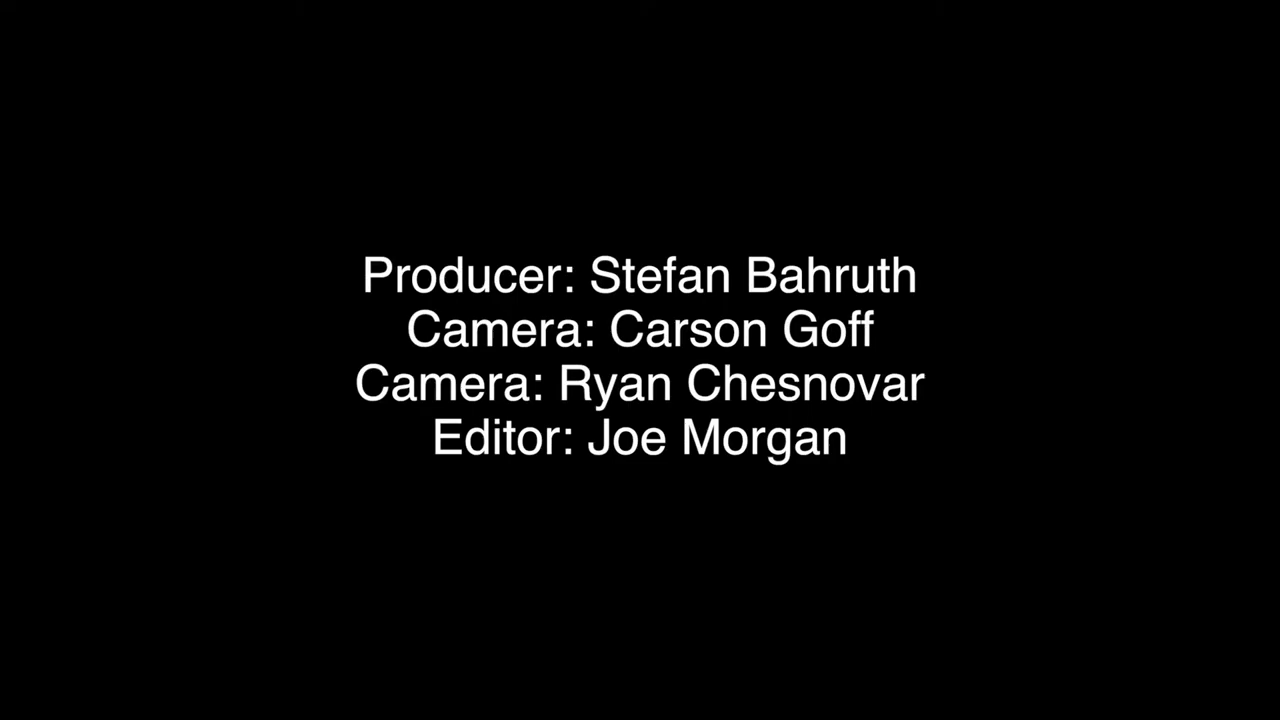 Producer: Stefan Bahruth
Camera: Carson Goff
Camera: Ryan Chesnovar
Editor: Joe Morgan